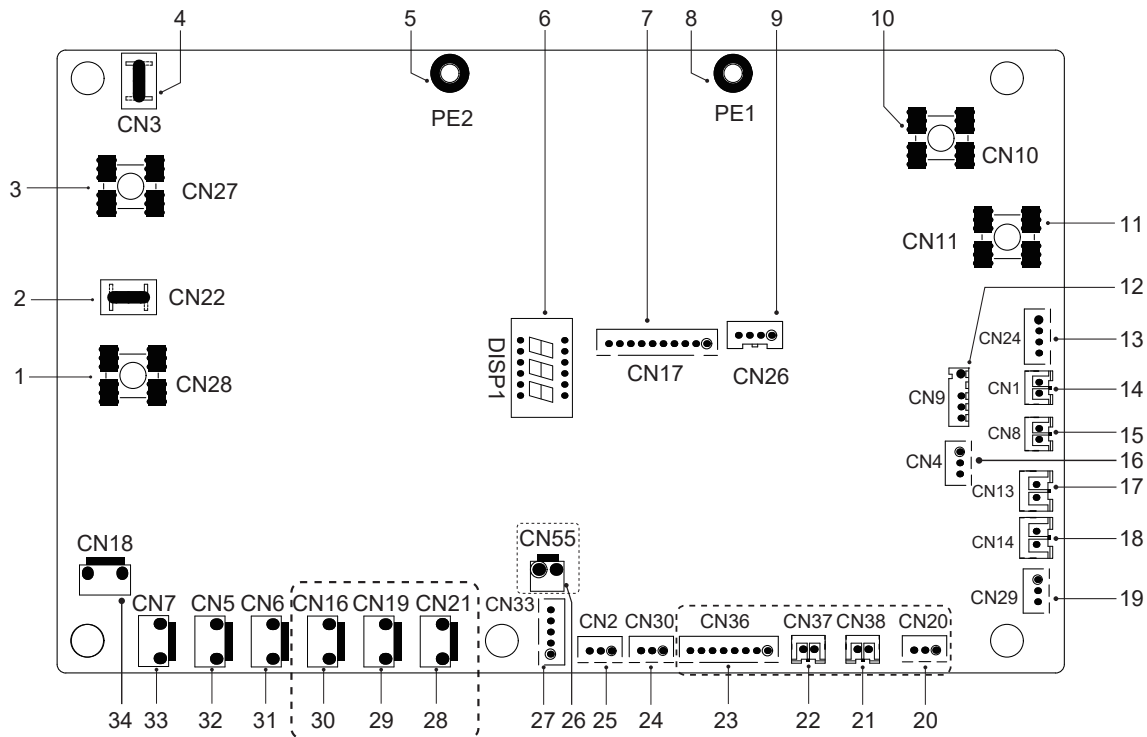 4 5 6 7 8 9 10
CN3 PE2 PE1
CN10
3 CN27
CN11 11
2 CN22
12
CN24 13
DISP1
CN17 CN26
1 CN28
CN9 CN1 14
CN8 15
CN4 16
CN13 17
CN14 18
CN18 CN55
CN29 19
CN7 CN5 CN6 CN16 CN19 CN21 CN33 CN2 CN30 CN36 CN37 CN38 CN20
34 33 32 31 30 29 28 27 26 25 24 23 22 21 20